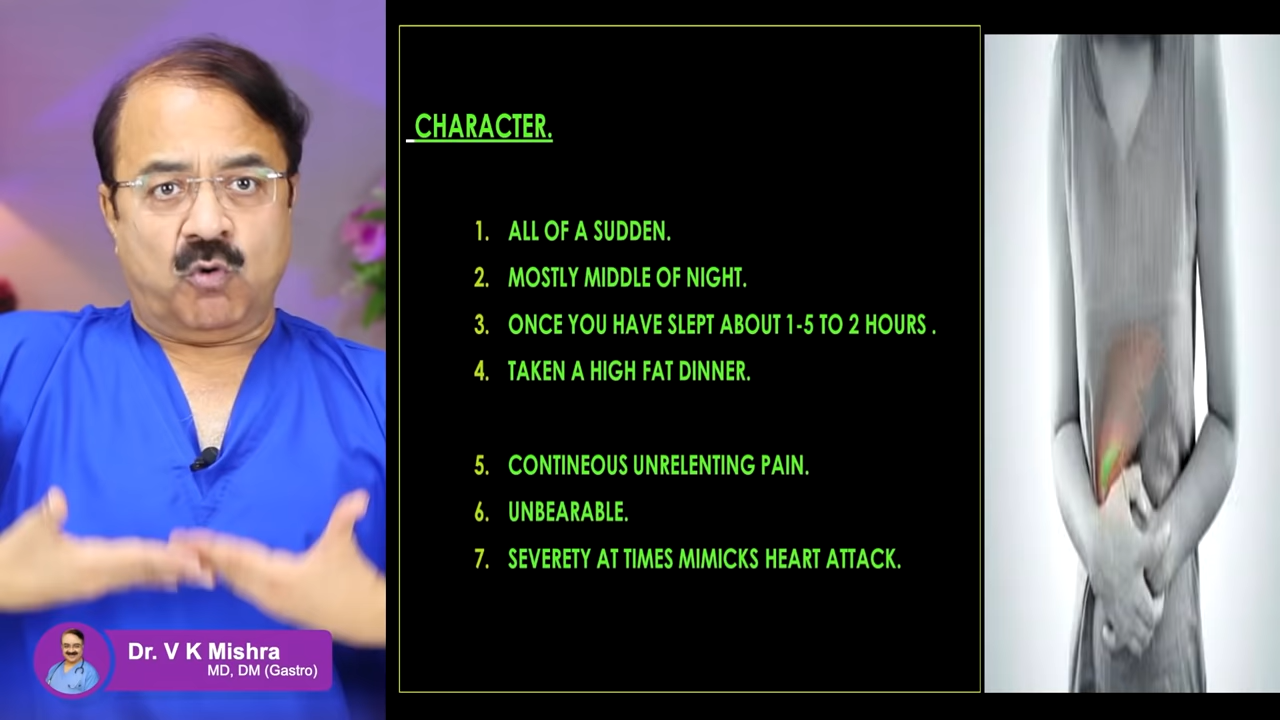 CHARACTER.
1. ALL OF A SUDDEN.
2. MOSTLY MIDDLE OF NIGHT.
3. ONCE YOU HAVE SLEPT ABOUT 1-5 TO 2 HOURS .
4. TAKEN A HIGH FAT DINNER.
5. CONTINEOUS UNRELENTING PAIN.
6. UNBEARABLE.
7. SEVERETY AT TIMES MIMICKS HEART ATTACK.
Dr. V K Mishra
MD, DM (Gastro)